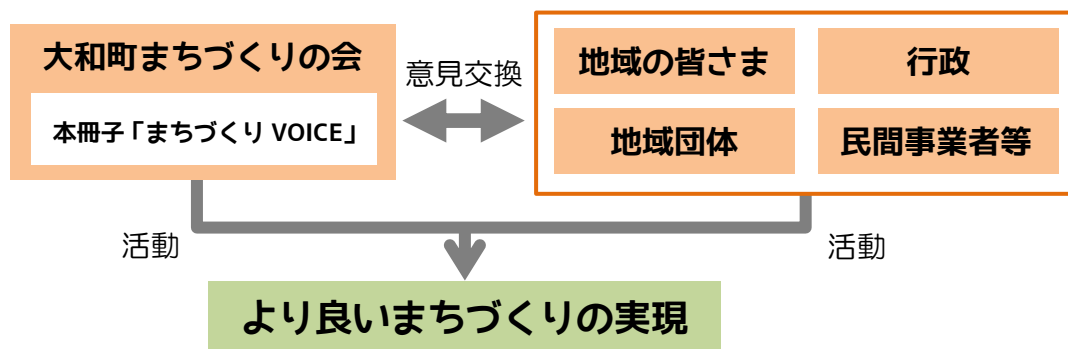 大和町まちづくりの会
本冊子「まちづくり VOICE」
意見交換
地域の皆さま
行政
地域団体
民間事業者等
活動
活動
より良いまちづくりの実現